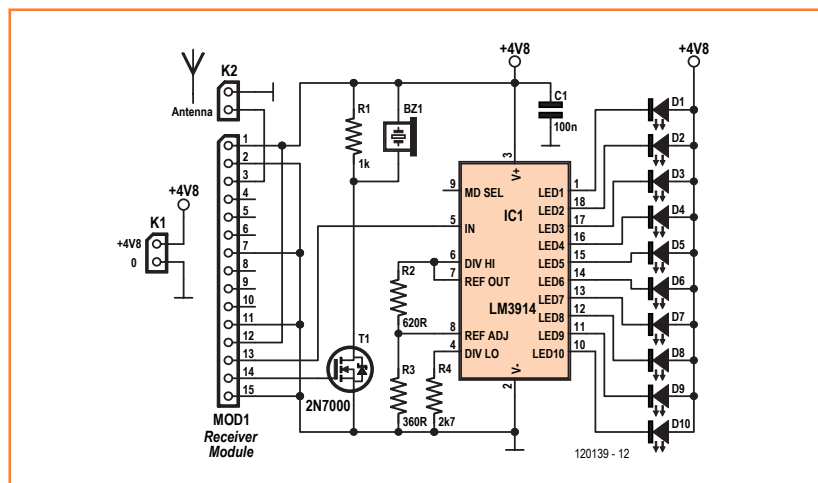 +4V8
+4V8
K2
Antenna
R1
1k
BZ1
C1
100n
D1
D2
D3
D4
D5
D6
D7
D8
D9
D10
1
2
3
4
5
6
7
8
9
10
11
12
13
14
15
MOD1
Receiver
Module
+4V8
K1
+4V8
0
T1
2N7000
R2
620R
R3
360R
R4
2k7
3
V+
9
MD SEL
5
IN
6
DIV HI
7
REF OUT
8
REF ADJ
4
DIV LO
IC1
LM3914
LED1
1
LED2
18
LED3
17
LED4
16
LED5
15
LED6
14
LED7
13
LED8
12
LED9
11
LED10
10
V-
2
120139 - 12